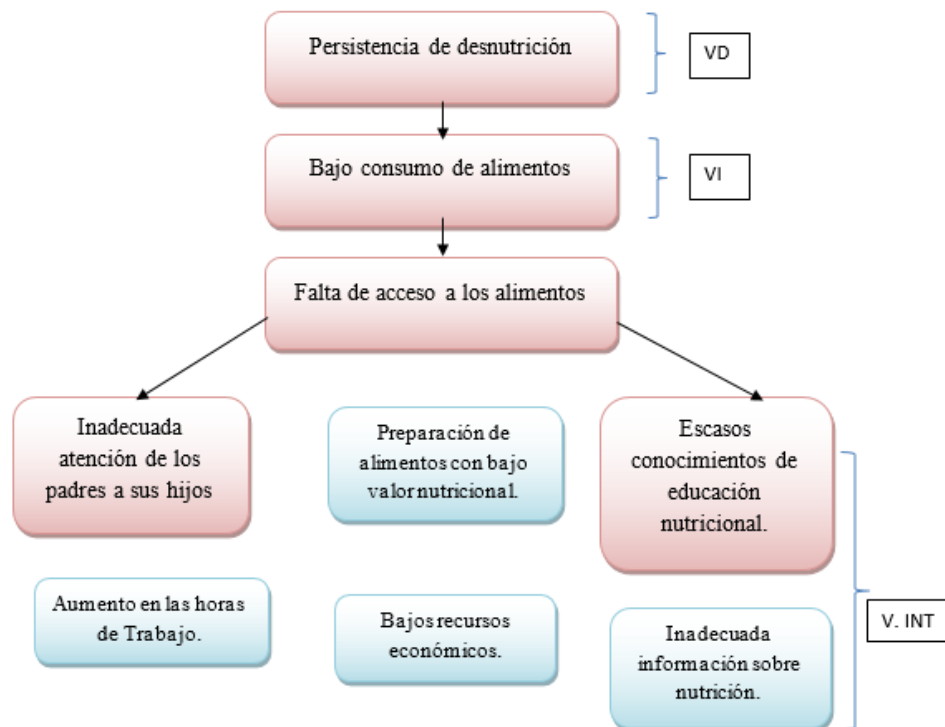 Persistencia de desnutrición
VD
Bajo consumo de alimentos
VI
Falta de acceso a los alimentos
Inadecuada
atención de los
padres a sus hijos
Preparación de
alimentos con bajo
valor nutricional.
Escasos
conocimientos de
educación
nutricional.
Aumento en las horas
de Trabajo.
Bajos recursos
económicos.
Inadecuada
información sobre
nutrición.
V. INT